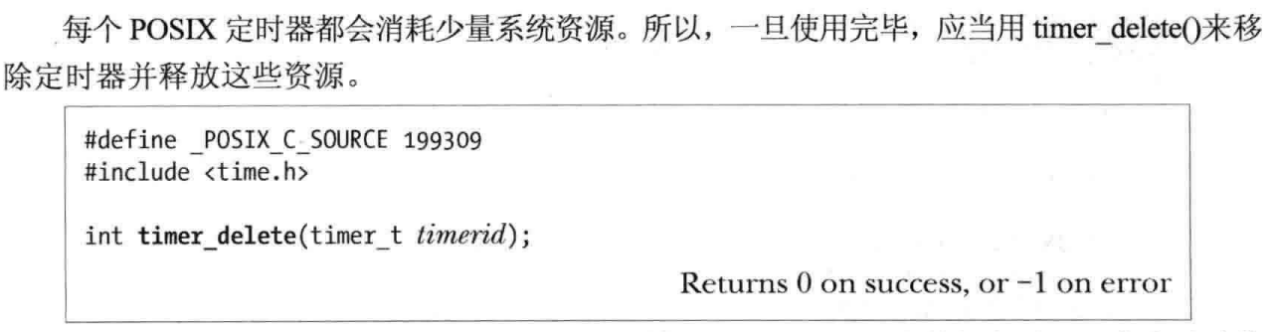 每个 POSIX 定时器都会消耗少量系统资源。所以，一旦使用完毕，应当用 timer_delete()来移
除定时器并释放这些资源。
#define _POSIX_C_SOURCE 199309
#include <time.h>
int timer_delete(timer_t timerid);
Returns 0 on success, or −1 on error